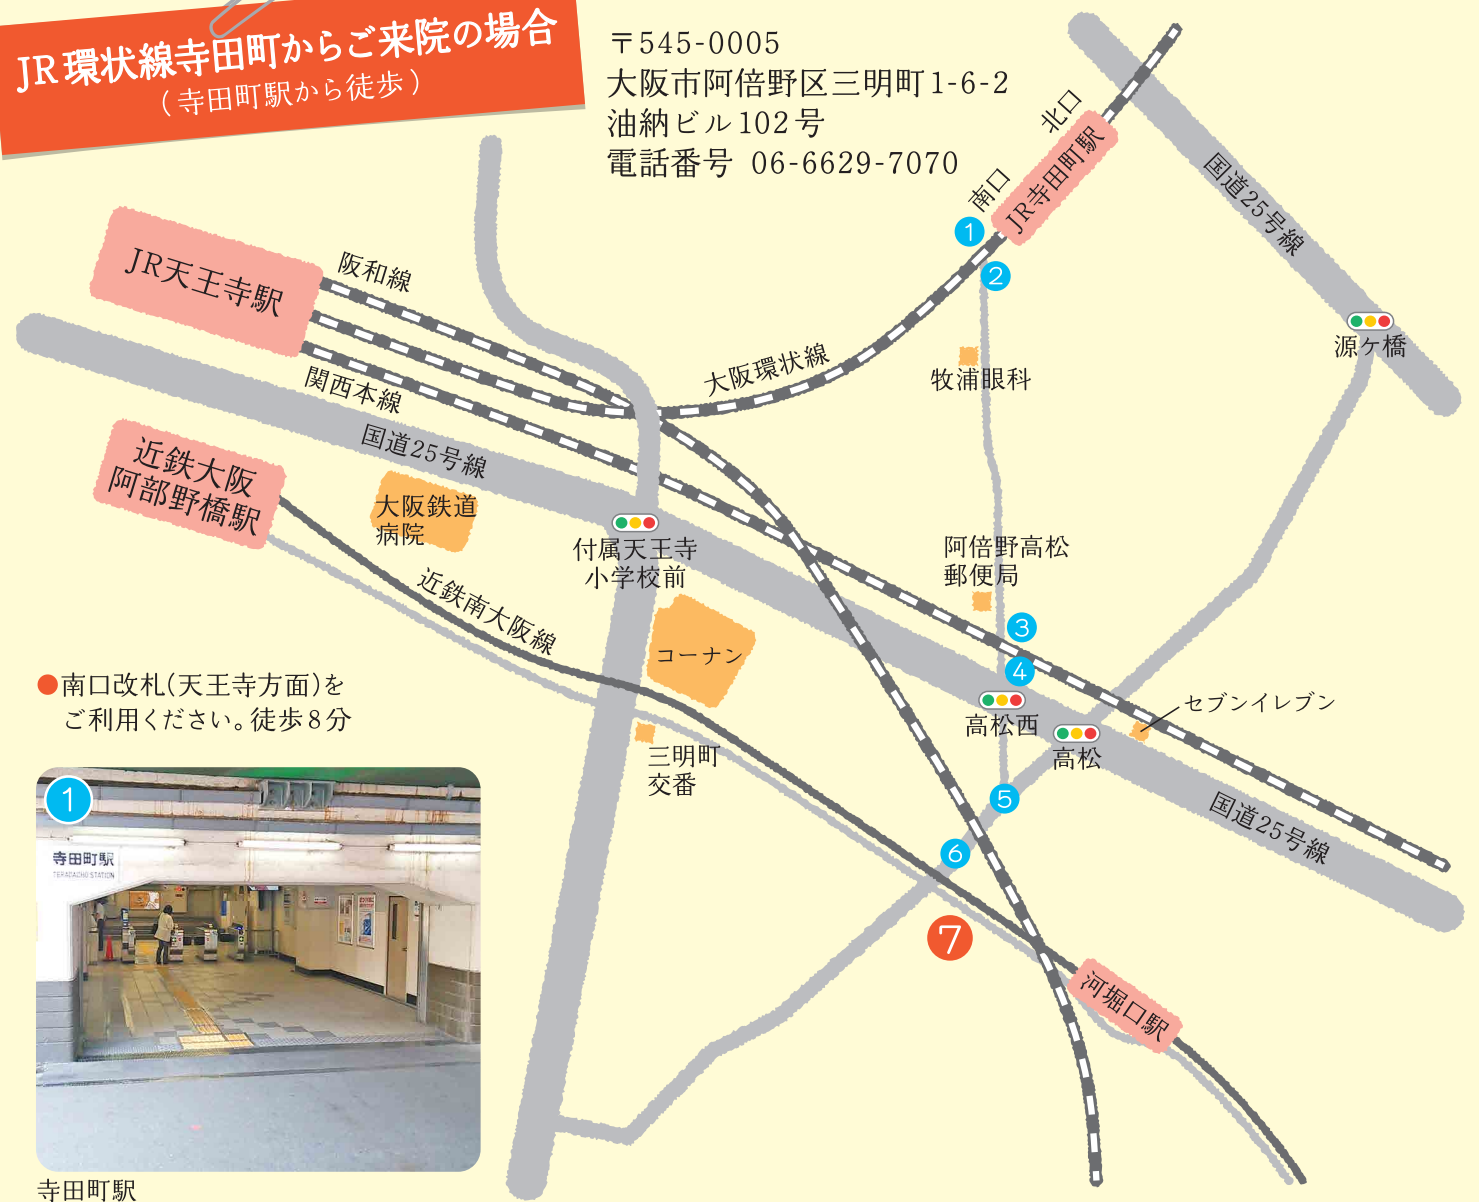 JR環状線寺田町からご来院の場合
（寺田町駅から徒歩）
〒545-0005
大阪市阿倍野区三明町1-6-2
油納ビル102号
電話番号 06-6629-7070
北口
南口
JR寺田町駅
国道25号線
1
2
JR天王寺駅
阪和線
源ケ橋
大阪環状線
牧浦眼科
関西本線
国道25号線
近鉄大阪
阿部野橋駅
大阪鉄道
病院
付属天王寺
小学校前
阿倍野高松
郵便局
近鉄南大阪線
3
コーナン
4
セブンイレブン
高松西
高松
●南口改札(天王寺方面)を
ご利用ください。徒歩8分
三明町
交番
5
国道25号線
6
7
河堀口駅
1
寺田町駅
TERADACHO STATION
寺田町駅